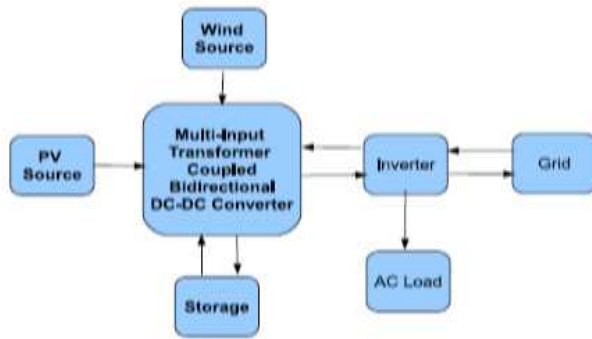 Wind
Source
PV
Source
Multi-Input
Transformer
Coupled
Bidirectional
DC-DC Converter
Inverter
Grid
Storage
AC Load